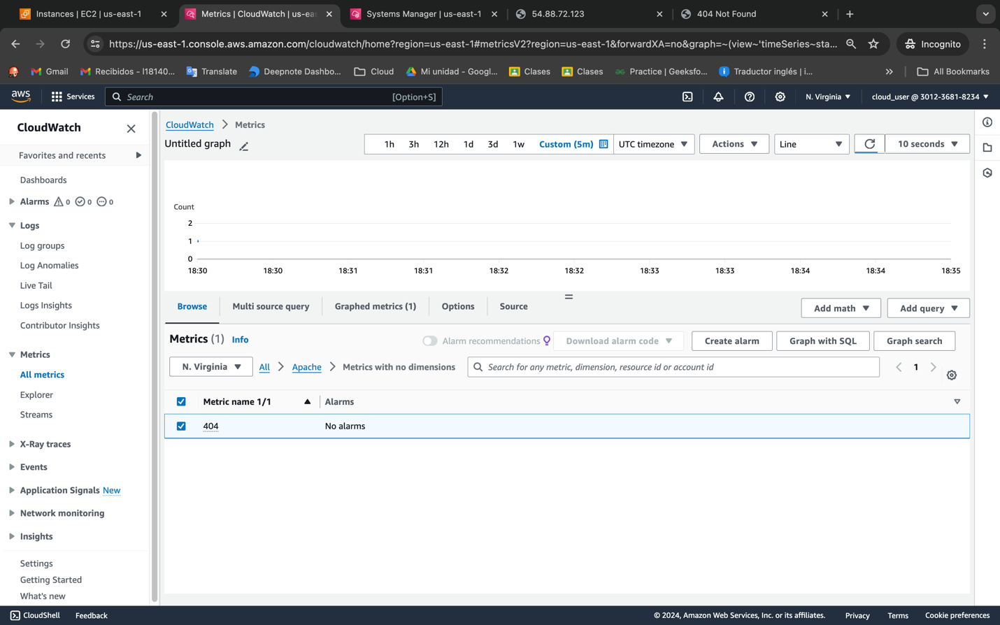 Instances | EC2 | us-east-1
Metrics | CloudWatch | us-eas
Systems Manager | us-east-1
54.88.72.123
404 Not Found
https://us-east-1.console.aws.amazon.com/cloudwatch/home?region=us-east-1#metricsV2?region=us-east-1&forwardXA=no&graph=~(view~'timeSeries~sta...
Incognito
Gmail
Recibidos - l18140...
Translate
Deepnote Dashbo...
Cloud
Mi unidad - Googl...
Clases
Clases
Practice | Geeksfo...
Traductor inglés | i...
All Bookmarks
aws
Services
Search
[Option+S]
N. Virginia
cloud_user @ 3012-3681-8234
CloudWatch
Favorites and recents
Dashboards
Alarms 0 0 0
Logs
Log groups
Log Anomalies
Live Tail
Logs Insights
Contributor Insights
Metrics
All metrics
Explorer
Streams
X-Ray traces
Events
Application Signals New
Network monitoring
Insights
Settings
Getting Started
What's new
CloudWatch > Metrics
Untitled graph
1h 3h 12h 1d 3d 1w Custom (5m) UTC timezone
Actions
Line
10 seconds
Count
2
1
0
18:30 18:30 18:31 18:31 18:32 18:32 18:33 18:33 18:34 18:34 18:35
Browse Multi source query Graphed metrics (1) Options Source
Add math
Add query
Metrics (1) Info
Alarm recommendations
Download alarm code
Create alarm
Graph with SQL
Graph search
N. Virginia
All > Apache > Metrics with no dimensions
Search for any metric, dimension, resource id or account id
1
Metric name 1/1 Alarms
404 No alarms
CloudShell Feedback
© 2024, Amazon Web Services, Inc. or its affiliates. Privacy Terms Cookie preferences